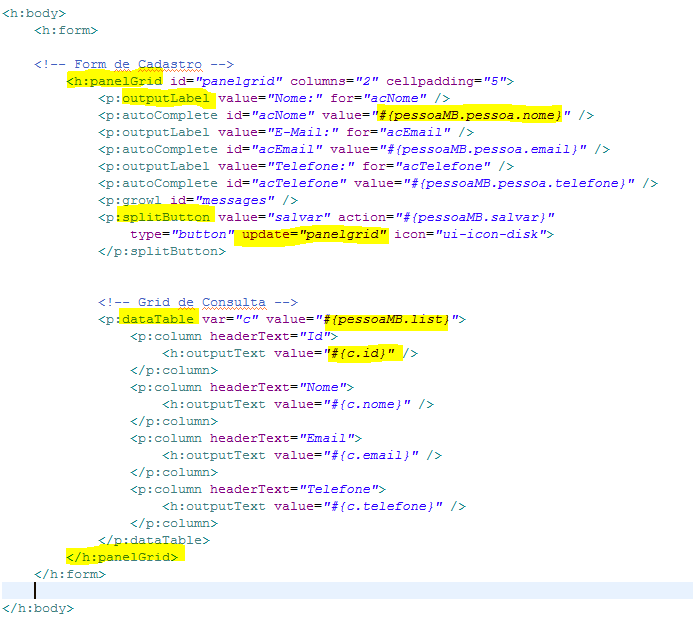 <h:body>
<h:form>
<!-- Form de Cadastro -->
<h:panelGrid id="panelgrid" columns="2" cellpadding="5">
<p:outputLabel value="Nome:" for="acNome" />
<p:autoComplete id="acNome" value="#{pessoaMB.pessoa.nome}" />
<p:outputLabel value="E-Mail:" for="acEmail" />
<p:autoComplete id="acEmail" value="#{pessoaMB.pessoa.email}" />
<p:outputLabel value="Telefone:" for="acTelefone" />
<p:autoComplete id="acTelefone" value="#{pessoaMB.pessoa.telefone}" />
<p:growl id="messages" />
<p:splitButton value="salvar" action="#{pessoaMB.salvar}"
type="button" update="panelgrid" icon="ui-icon-disk">
</p:splitButton>
<!-- Grid de Consulta -->
<p:dataTable var="c" value="#{pessoaMB.list}">
<p:column headerText="Id">
<h:outputText value="#{c.id}" />
</p:column>
<p:column headerText="Nome">
<h:outputText value="#{c.nome}" />
</p:column>
<p:column headerText="Email">
<h:outputText value="#{c.email}" />
</p:column>
<p:column headerText="Telefone">
<h:outputText value="#{c.telefone}" />
</p:column>
</p:dataTable>
</h:panelGrid>
</h:form>
</h:body>